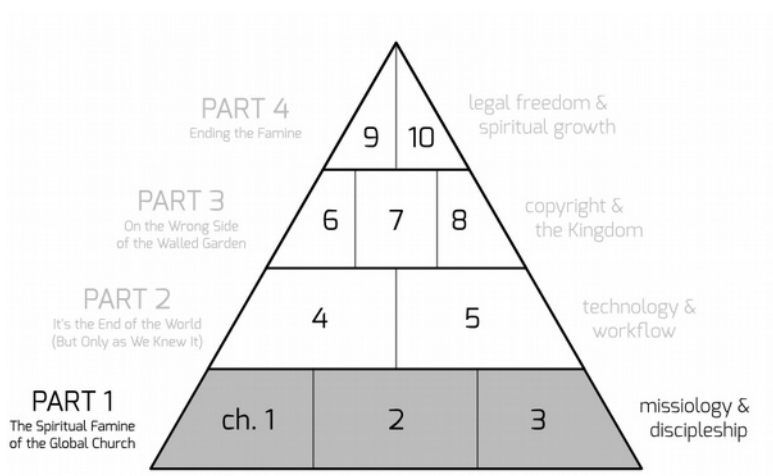 PART 4
Ending the Famine
9
10
legal freedom &
spiritual growth
PART 3
On the Wrong Side
of the Walled Garden
6
7
8
copyright &
the Kingdom
PART 2
It's the End of the World
(But Only as We Knew It)
4
5
technology &
workflow
PART 1
The Spiritual Famine
of the Global Church
ch. 1
2
3
missiology &
discipleship